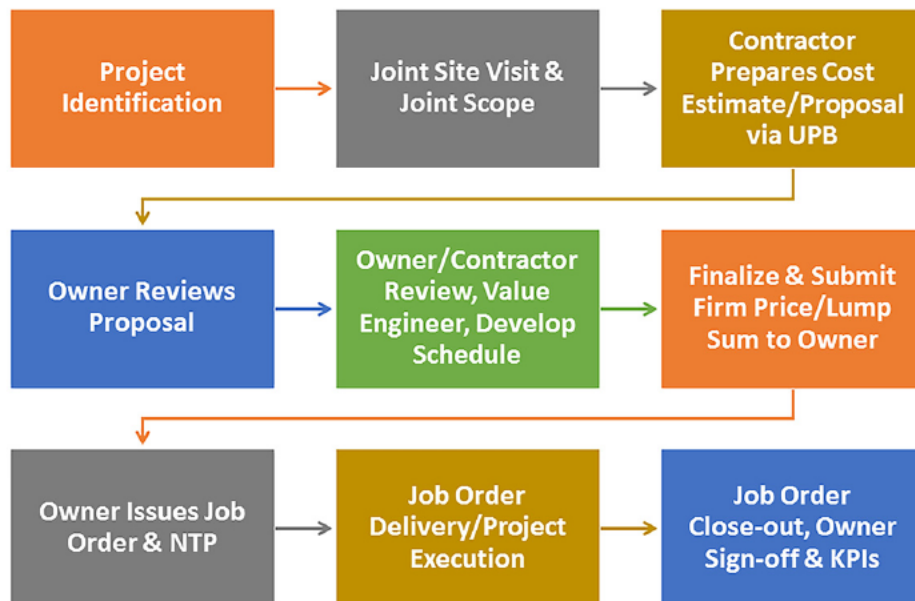 Project
Identification
Joint Site Visit &
Joint Scope
Contractor
Prepares Cost
Estimate/Proposal
via UPB
Owner Reviews
Proposal
Owner/Contractor
Review, Value
Engineer, Develop
Schedule
Finalize & Submit
Firm Price/Lump
Sum to Owner
Owner Issues Job
Order & NTP
Job Order
Delivery/Project
Execution
Job Order
Close-out, Owner
Sign-off & KPIs